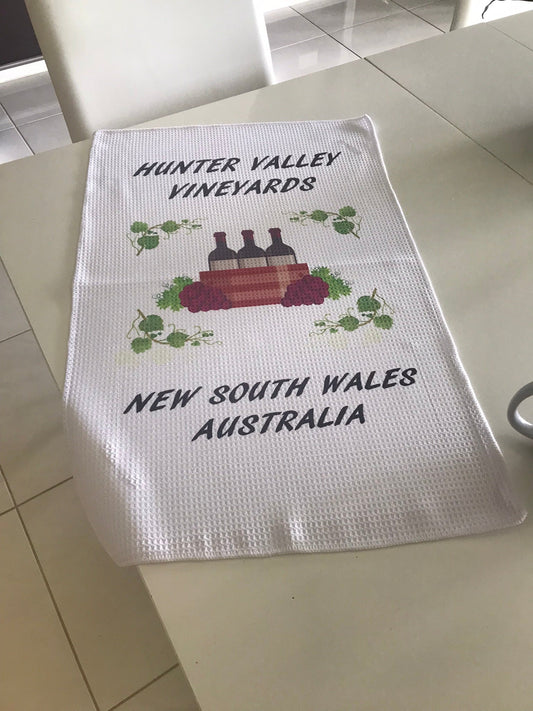 HUNTER VALLEY
VINEYARDS
NEW SOUTH WALES
AUSTRALIA